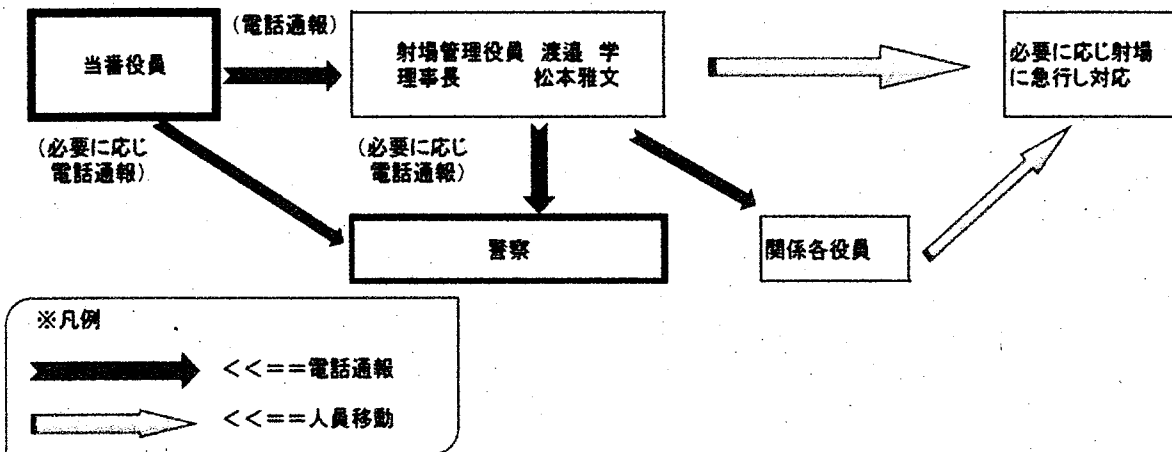 (電話通報)
当番役員
射場管理役員 渡邉 学
理事長 松本雅文
必要に応じ射場
に急行し対応
(必要に応じ
電話通報)
(必要に応じ
電話通報)
警察
関係各役員
※凡例
<<==電話通報
<<==人員移動